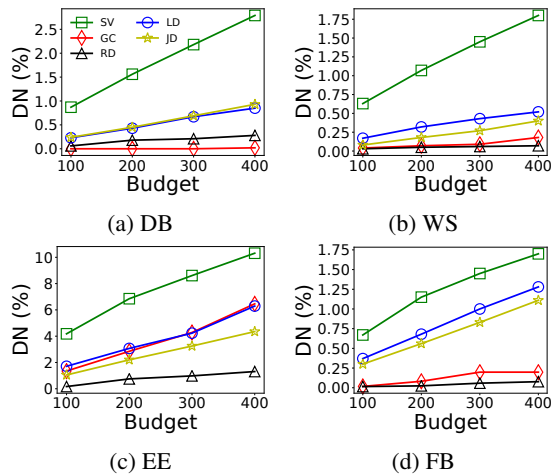 SV
GC
RD
LD
JD
DN (%)
2.5
2.0
1.5
1.0
0.5
0.0
100 200 300 400
Budget
(a) DB
DN (%)
1.75
1.50
1.25
1.00
0.75
0.50
0.25
0.00
100 200 300 400
Budget
(b) WS
DN (%)
10
8
6
4
2
0
100 200 300 400
Budget
(c) EE
DN (%)
1.75
1.50
1.25
1.00
0.75
0.50
0.25
0.00
100 200 300 400
Budget
(d) FB